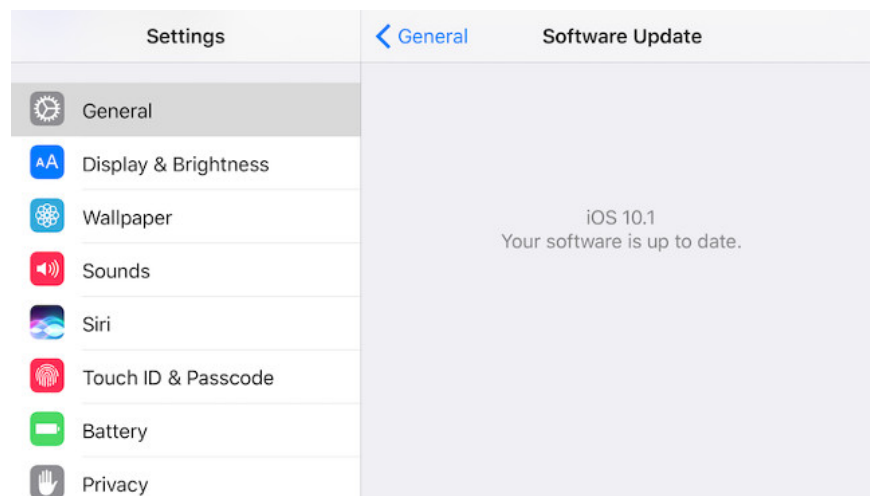 Settings
General
AA Display & Brightness
Wallpaper
Sounds
Siri
Touch ID & Passcode
Battery
Privacy
General
Software Update
iOS 10.1
Your software is up to date.